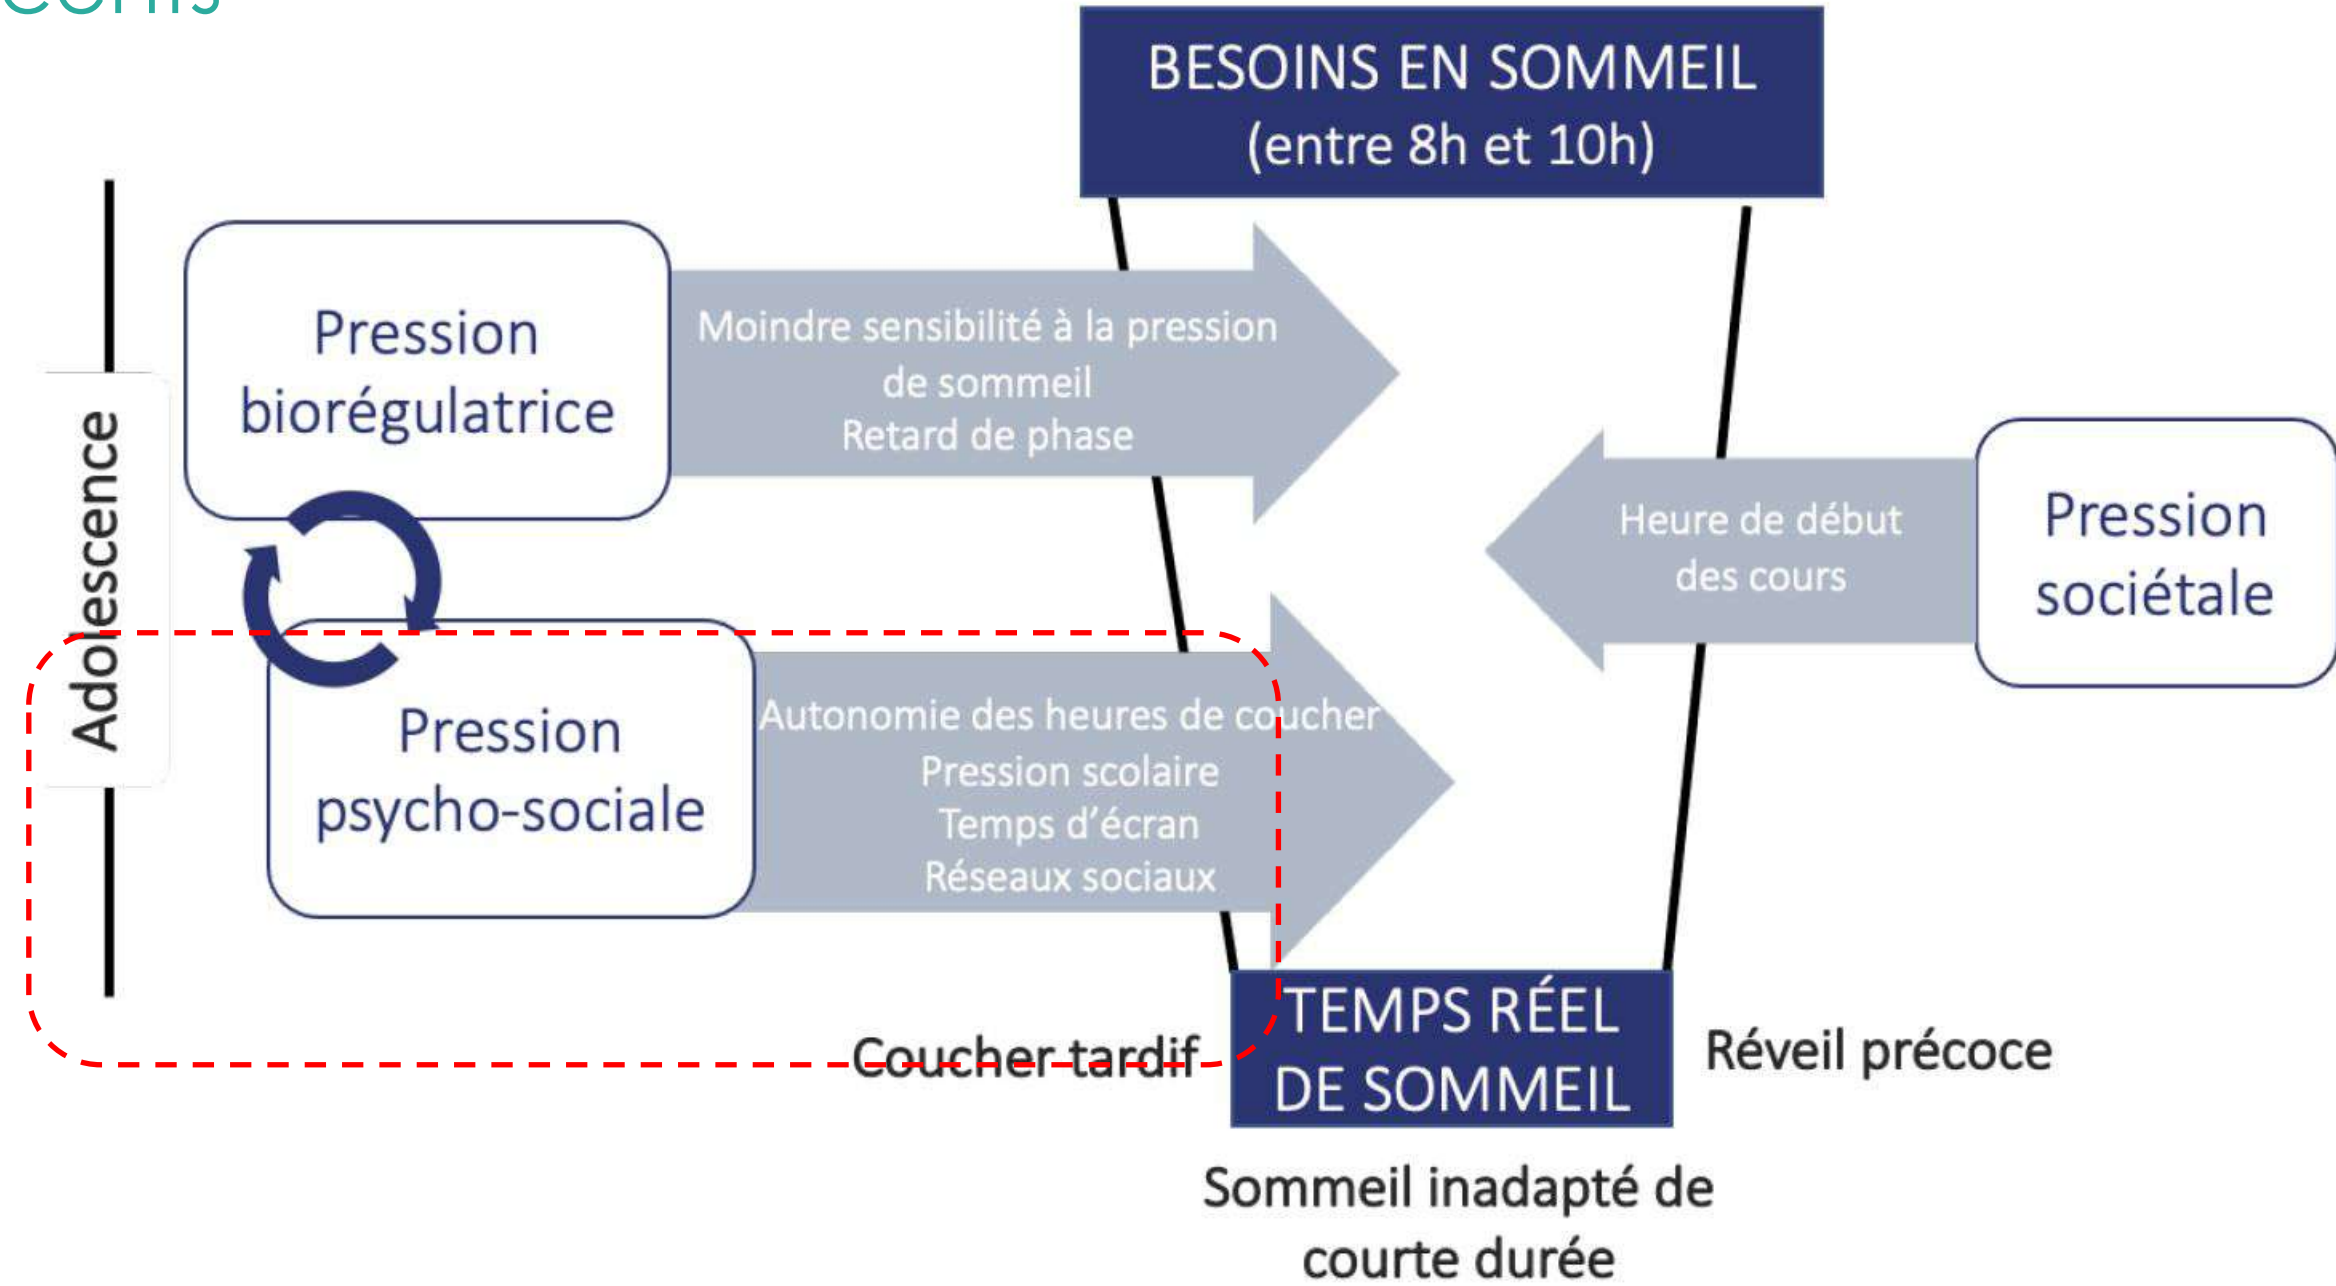 BESOINS EN SOMMEIL
(entre 8h et 10h)
Adolescence
Pression
biorégulatrice
Moindre sensibilité à la pression
de sommeil
Retard de phase
Heure de début
des cours
Pression
sociétale
Pression
psycho-sociale
Autonomie des heures de coucher
Pression scolaire
Temps d’écran
Réseaux sociaux
Coucher tardif
TEMPS RÉEL
DE SOMMEIL
Réveil précoce
Sommeil inadapté de
courte durée